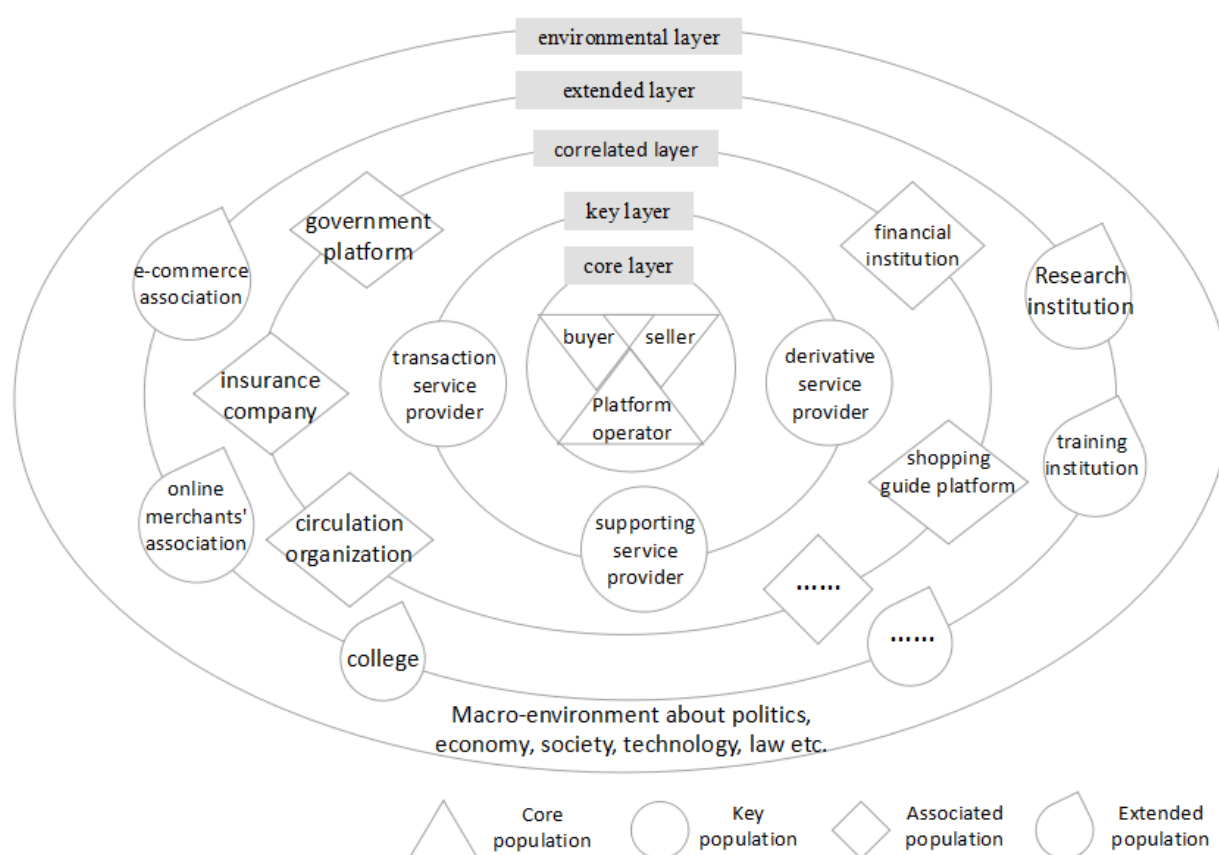 environmental layer
extended layer
correlated layer
key layer
core layer
government
platform
financial
institution
e-commerce
association
Research
institution
buyer
seller
transaction
service
provider
derivative
service
provider
insurance
company
Platform
operator
shopping
guide platform
training
institution
online
merchants'
association
circulation
organization
supporting
service
provider
......
......
college
Macro-environment about politics,
economy, society, technology, law etc.
Core
population
Key
population
Associated
population
Extended
population